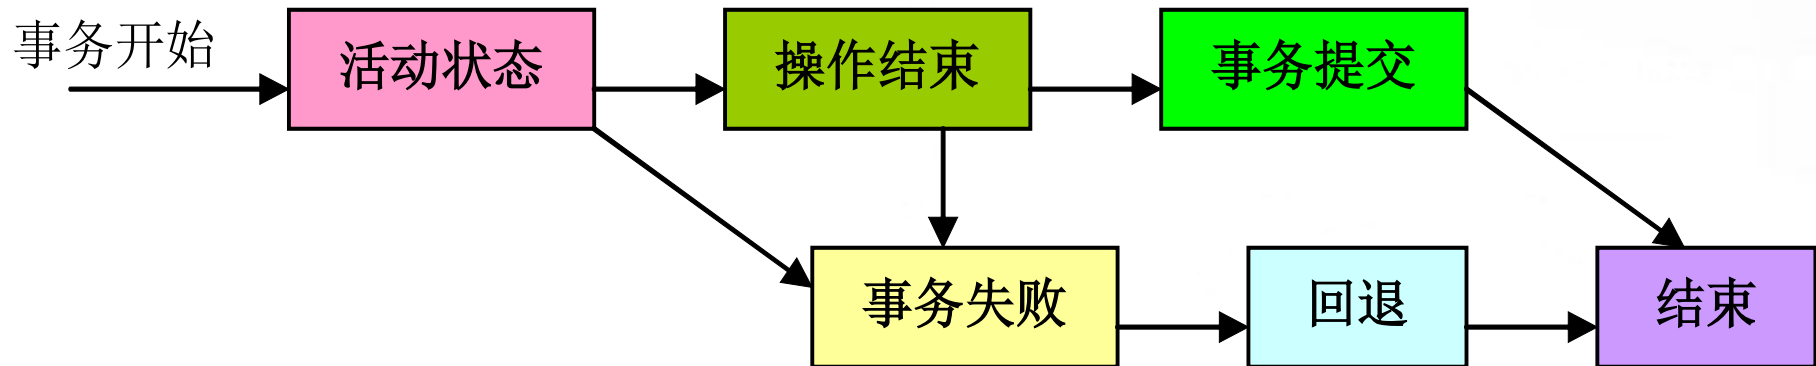 事务开始
活动状态
操作结束
事务提交
事务失败
回退
结束